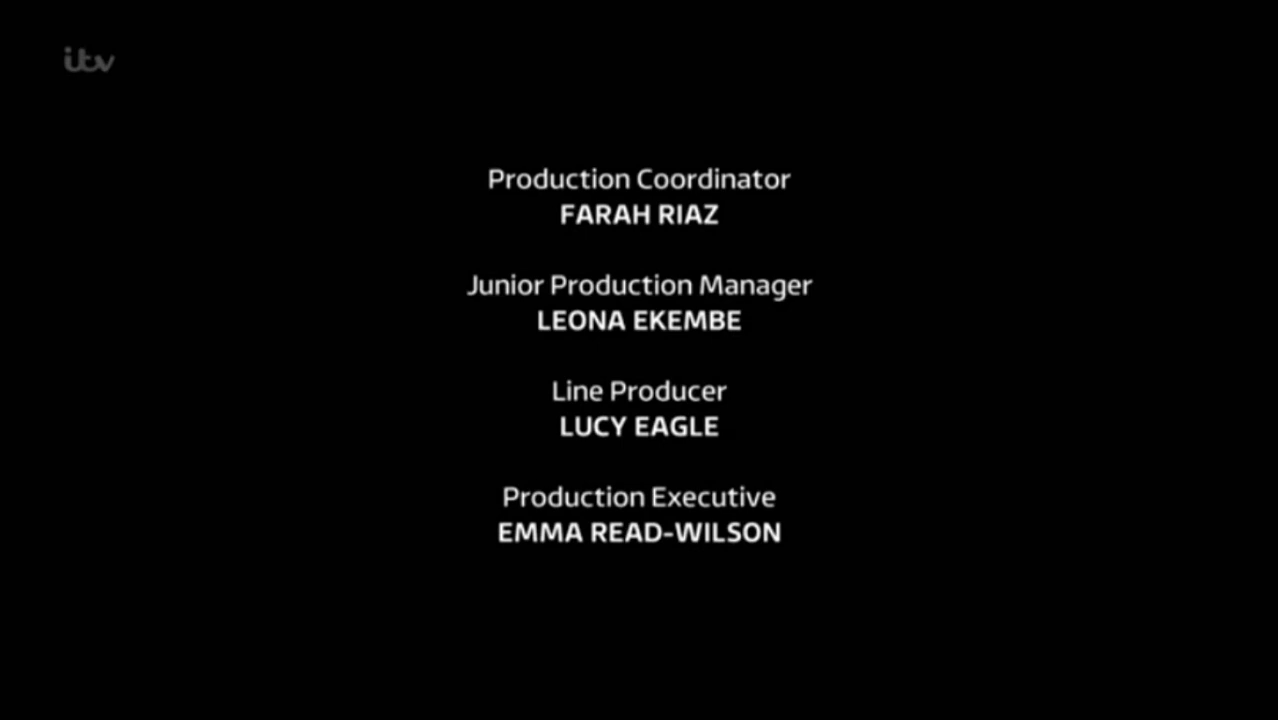 itv
Production Coordinator
FARAH RIAZ
Junior Production Manager
LEONA EKEMBE
Line Producer
LUCY EAGLE
Production Executive
EMMA READ-WILSON